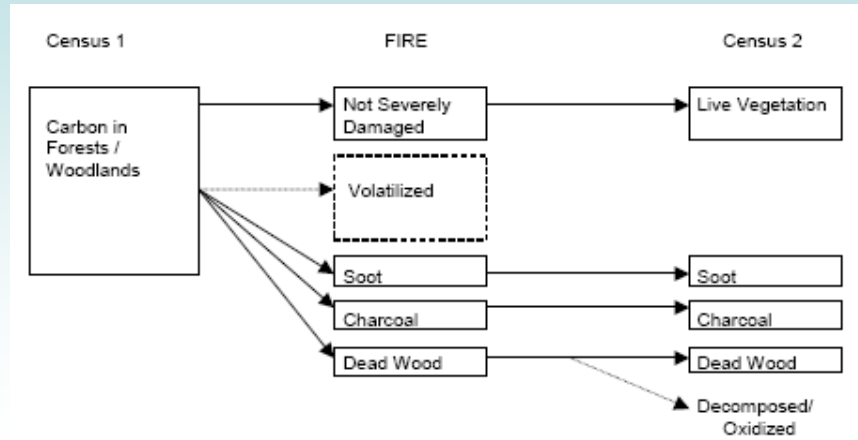 Census 1
FIRE
Census 2
Carbon in
Forests /
Woodlands
Not Severely
Damaged
Live Vegetation
Volatilized
Soot
Soot
Charcoal
Charcoal
Dead Wood
Dead Wood
Decomposed/
Oxidized